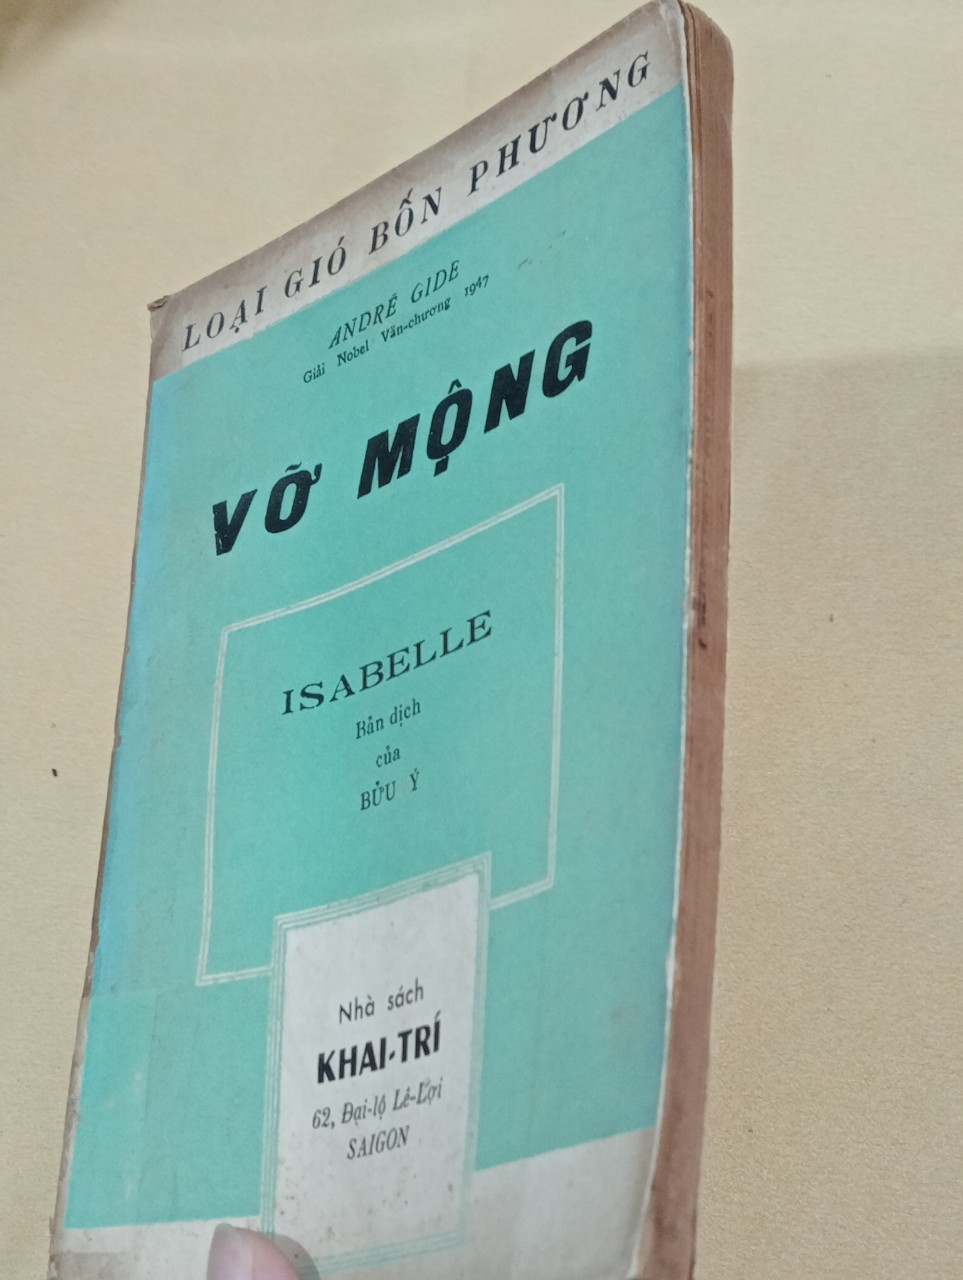 LOẠI GIÓ BỐN PHƯƠNG
ANDRÉ GIDE
Giải Nobel Văn-chương 1947
VỠ MỘNG
ISABELLE
Bản dịch
của
BỬU Ý
Nhà sách
KHAI-TRÍ
62, Đại-lộ Lê-Lợi
SAIGON